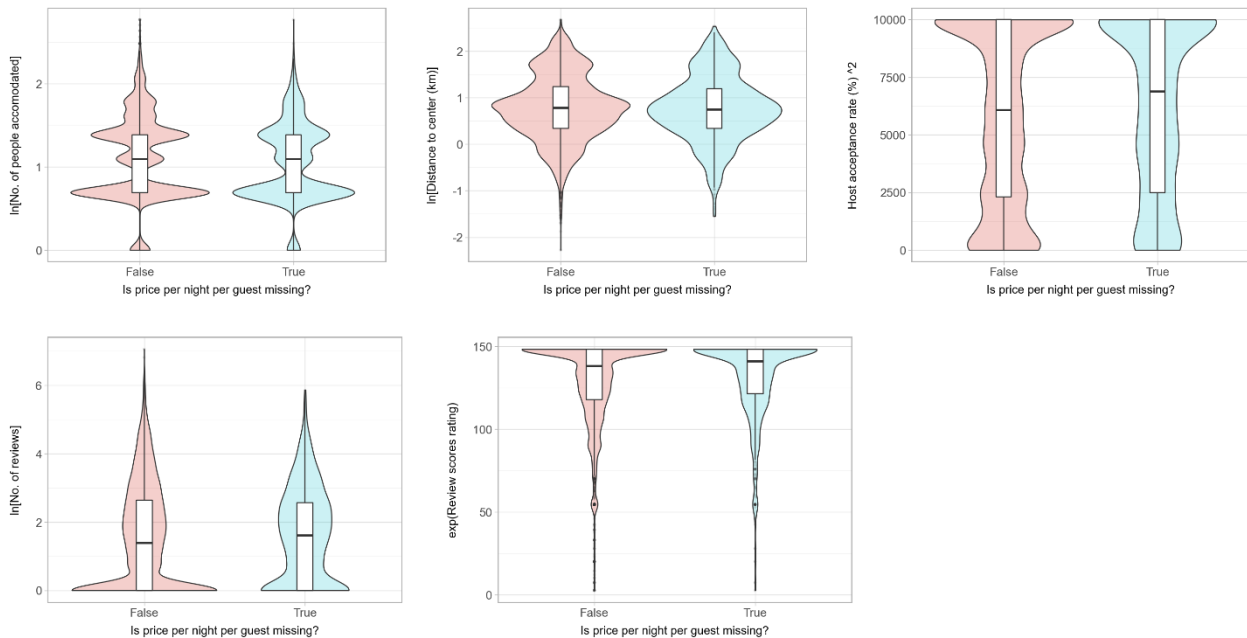 ln[No. of people accomodated]
2
1
0
False
True
Is price per night per guest missing?
ln[Distance to center (km)]
2
1
0
-1
-2
False
True
Is price per night per guest missing?
Host acceptance rate (%) ^2
10000
7500
5000
2500
0
False
True
Is price per night per guest missing?
ln[No. of reviews]
6
4
2
0
False
True
Is price per night per guest missing?
exp(Review scores rating)
150
100
50
0
False
True
Is price per night per guest missing?